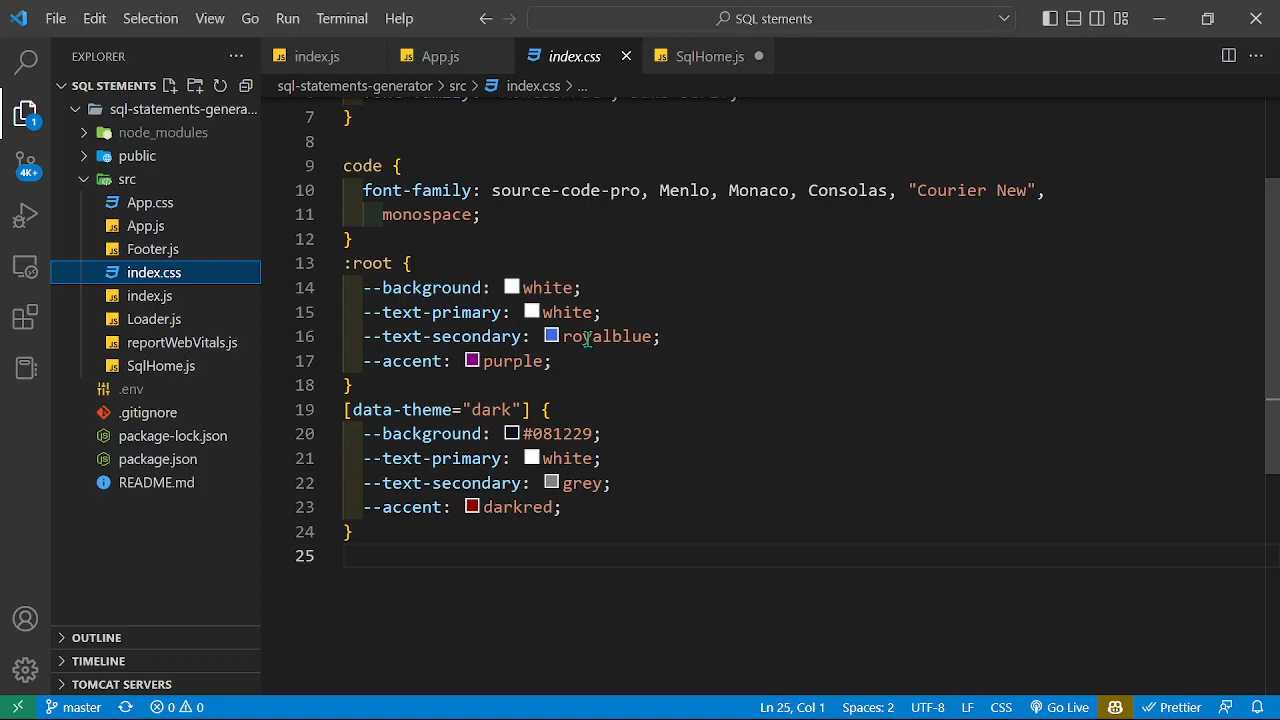 File Edit Selection View Go Run Terminal Help
SQL stements
EXPLORER
SQL STEMENTS
sql-statements-genera...
node_modules
public
src
App.css
App.js
Footer.js
index.css
index.js
Loader.js
reportWebVitals.js
SqlHome.js
.env
.gitignore
package-lock.json
package.json
README.md
OUTLINE
TIMELINE
TOMCAT SERVERS
1
4K+
index.js App.js index.css SqlHome.js
sql-statements-generator > src > index.css > ...
7 }
8
9 code {
10 font-family: source-code-pro, Menlo, Monaco, Consolas, "Courier New",
11 monospace;
12 }
13 :root {
14 --background: white;
15 --text-primary: white;
16 --text-secondary: royalblue;
17 --accent: purple;
18 }
19 [data-theme="dark"] {
20 --background: #081229;
21 --text-primary: white;
22 --text-secondary: grey;
23 --accent: darkred;
24 }
25
master 0 0 Ln 25, Col 1 Spaces: 2 UTF-8 LF CSS Go Live Prettier